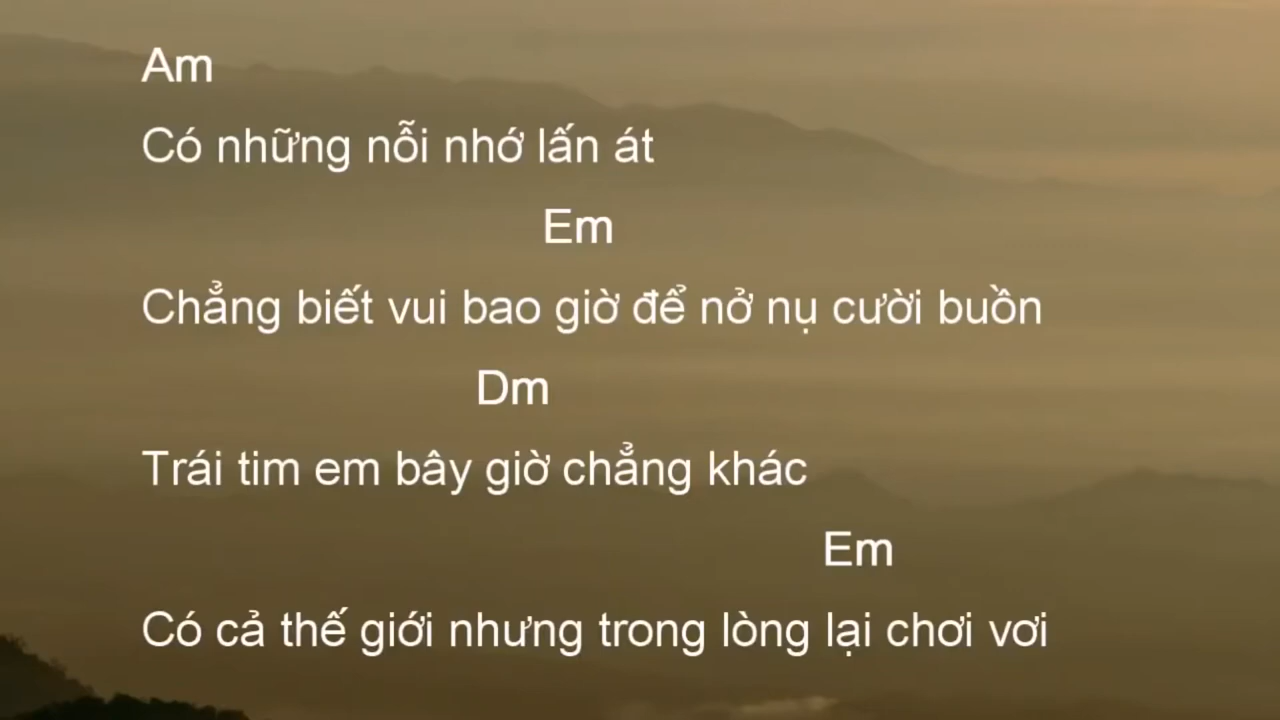 Am
Có những nỗi nhớ lấn át
Em
Chẳng biết vui bao giờ để nở nụ cười buồn
Dm
Trái tim em bây giờ chẳng khác
Em
Có cả thế giới nhưng trong lòng lại chơi vơi